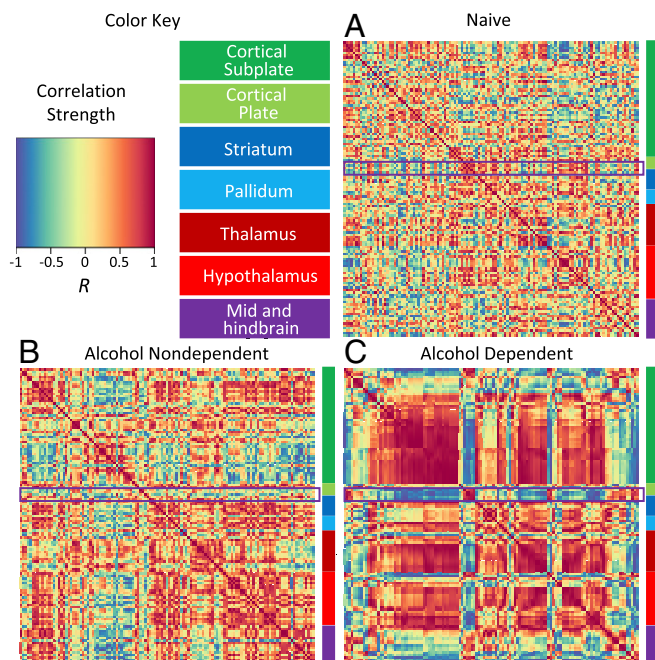 Color Key
A
Naive
Correlation
Strength
-1 -0.5 0 0.5 1
R
Cortical
Subplate
Cortical
Plate
Striatum
Pallidum
Thalamus
Hypothalamus
Mid and
hindbrain
B
Alcohol Nondependent
C
Alcohol Dependent